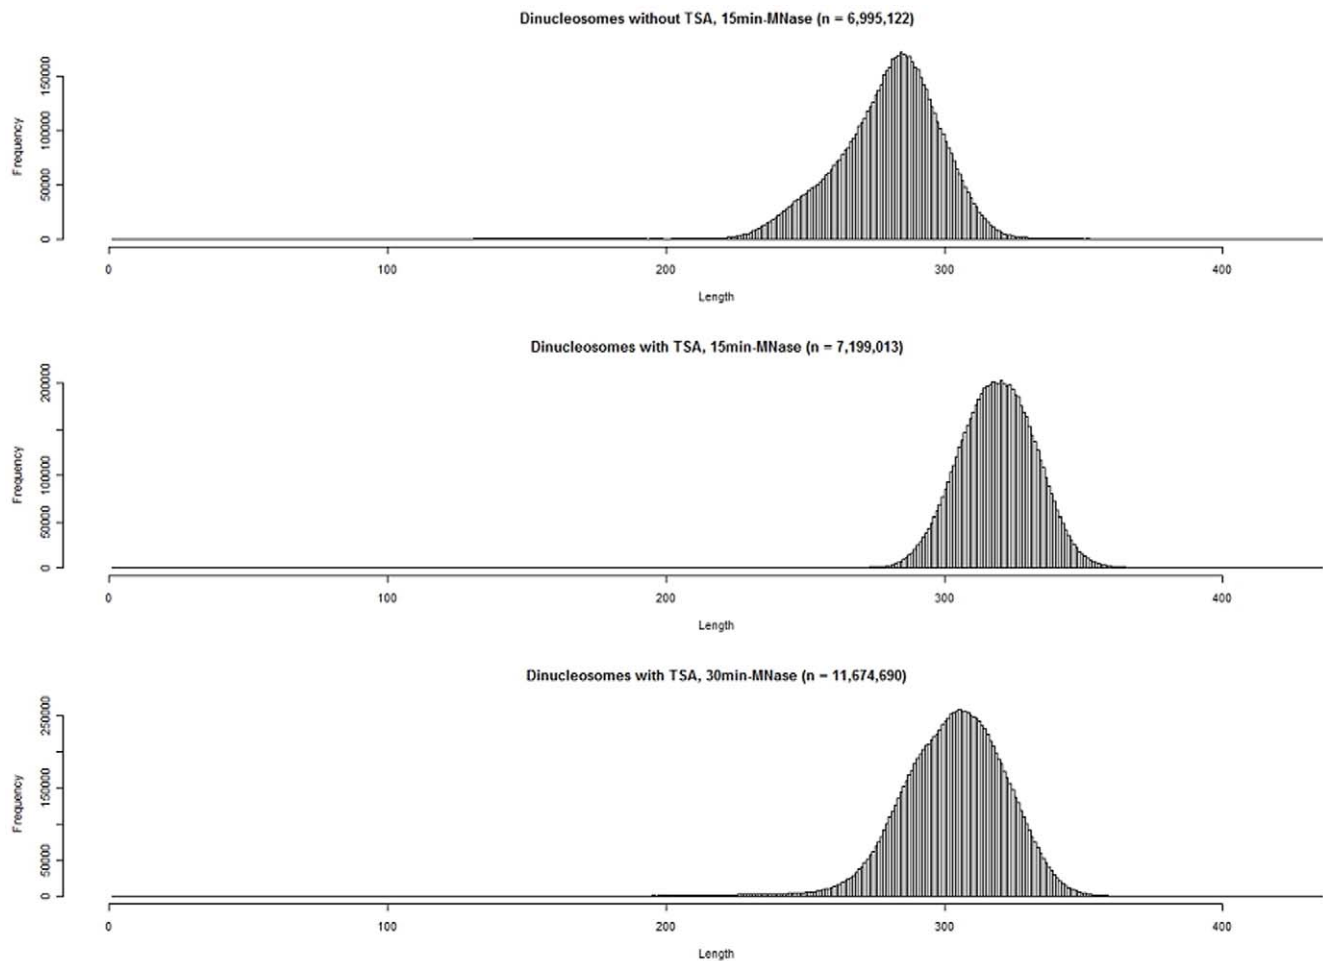 Dinucleosomes without TSA, 15min-MNase (n = 6,995,122)
Frequency
150000
100000
50000
0
0 100 200 300 400
Length
Dinucleosomes with TSA, 15min-MNase (n = 7,199,013)
Frequency
200000
100000
50000
0
0 100 200 300 400
Length
Dinucleosomes with TSA, 30min-MNase (n = 11,674,690)
Frequency
250000
150000
50000
0
0 100 200 300 400
Length